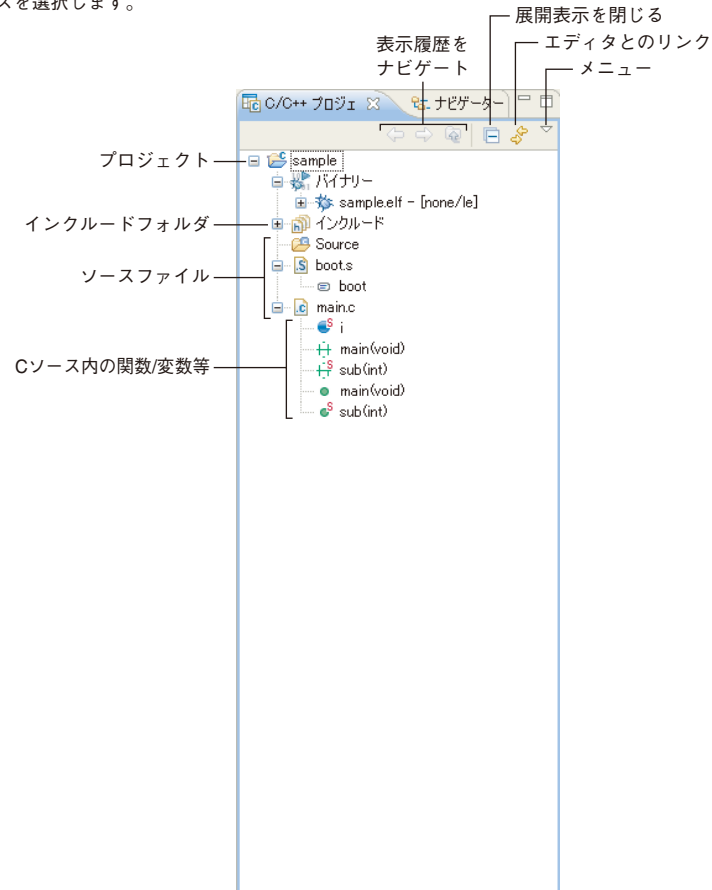 スを選択します。
展開表示を閉じる
表示履歴を
ナビゲート
エディタとのリンク
メニュー
C/C++ プロジェ
ナビゲーター
プロジェクト
sample
バイナリー
sample.elf - [none/le]
インクルードフォルダ
インクルード
Source
ソースファイル
boot.s
boot
main.c
i
main(void)
Cソース内の関数/変数等
sub(int)
main(void)
sub(int)